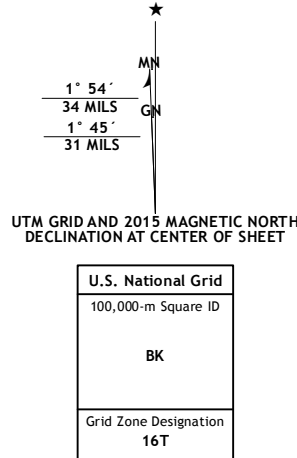 ★
MN
1° 54´
34 MILS
GN
1° 45´
31 MILS
UTM GRID AND 2015 MAGNETIC NORTH
DECLINATION AT CENTER OF SHEET
U.S. National Grid
100,000-m Square ID
BK
Grid Zone Designation
16T